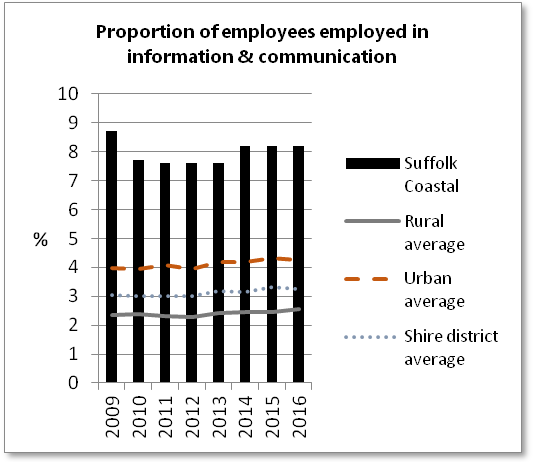 Proportion of employees employed in
information & communication
10
9
8
7
6
5
4
3
2
1
0
%
2009
2010
2011
2012
2013
2014
2015
2016
Suffolk
Coastal
Rural
average
Urban
average
Shire district
average